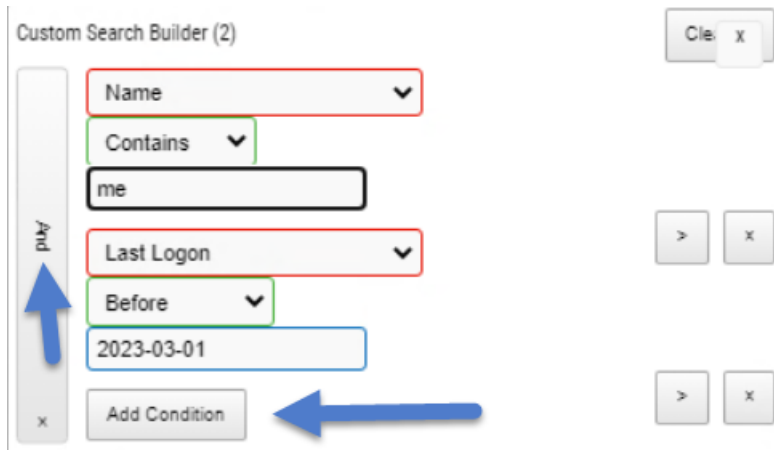 Custom Search Builder (2)
Cle
x
Name
Contains
me
And
>
x
Last Logon
Before
2023-03-01
>
x
x
Add Condition